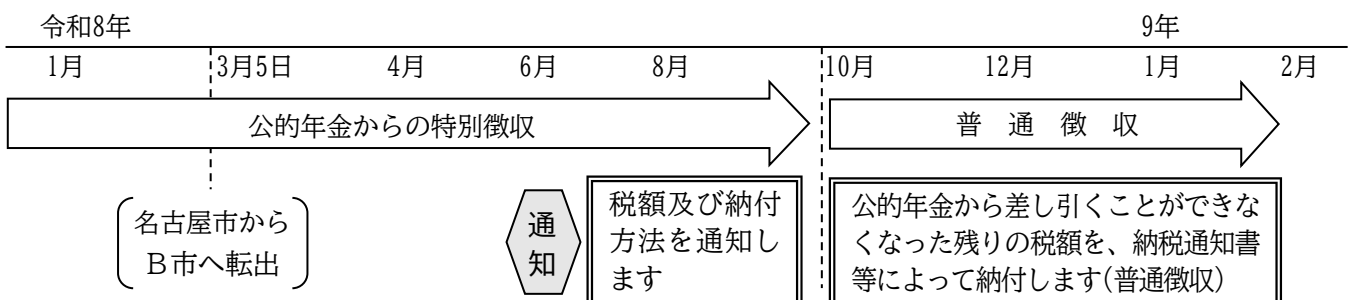 令和8年
9年
1月
3月5日
4月
6月
8月
10月
12月
1月
2月
公的年金からの特別徴収
普通徴収
名古屋市から
B市へ転出
通
知
税額及び納付
方法を通知し
ます
公的年金から差し引くことができな
くなった残りの税額を、納税通知書
等によって納付します(普通徴収)